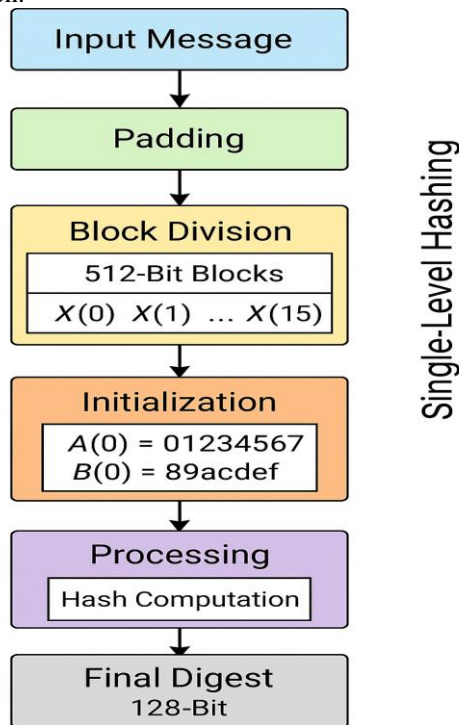 Input Message
Padding
Block Division
512-Bit Blocks
X(0) X(1) ... X(15)
Initialization
A(0) = 01234567
B(0) = 89acdef
Processing
Hash Computation
Final Digest
128-Bit
Single-Level Hashing